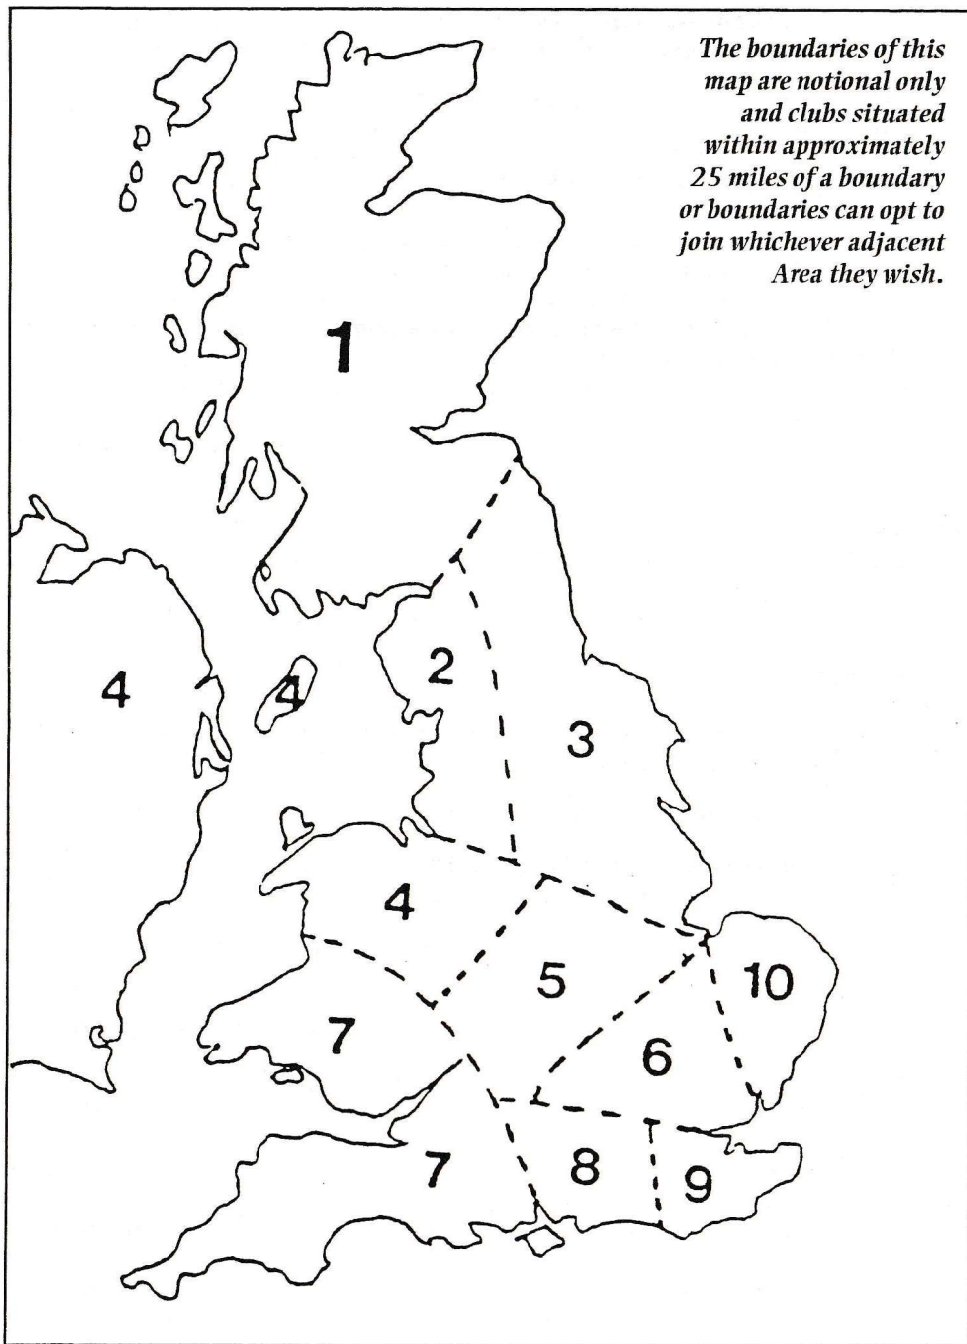 The boundaries of this
map are notional only
and clubs situated
within approximately
25 miles of a boundary
or boundaries can opt to
join whichever adjacent
Area they wish.
1
2
4
4
3
4
5
10
7
6
7
8
9